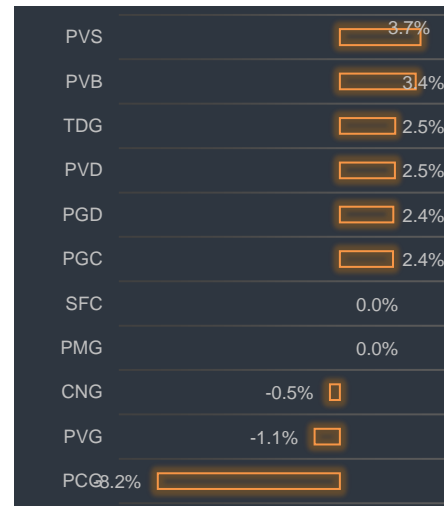 PVS 3.7%
PVB 3.4%
TDG 2.5%
PVD 2.5%
PGD 2.4%
PGC 2.4%
SFC 0.0%
PMG 0.0%
CNG -0.5%
PVG -1.1%
PCG -8.2%